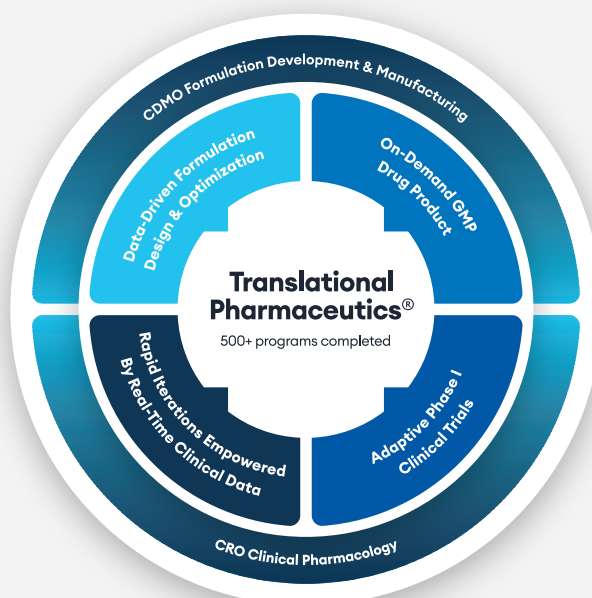 CDMO Formulation Development & Manufacturing
Data-Driven Formulation
Design & Optimization
On-Demand GMP
Drug Product
Translational
Pharmaceutics®
500+ programs completed
Rapid Iterations Empowered
By Real-Time Clinical Data
Adaptive Phase I
Clinical Trials
CRO Clinical Pharmacology